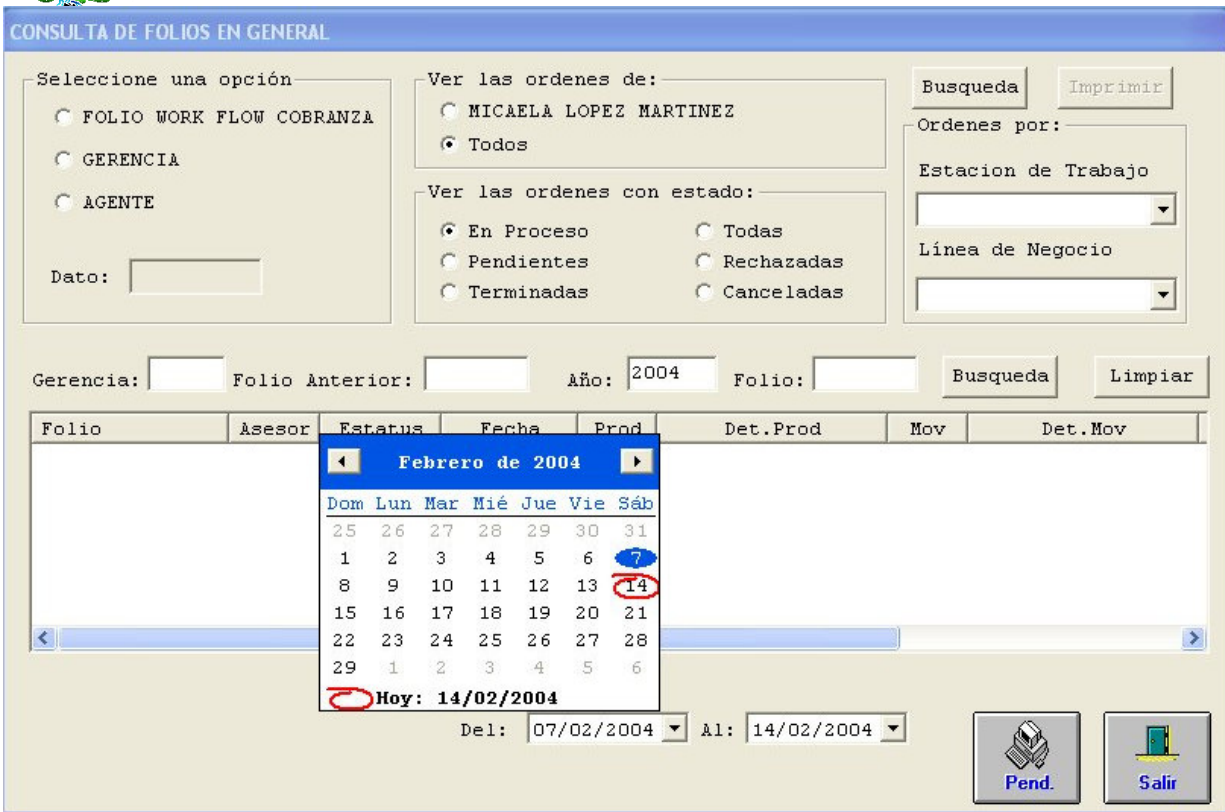 CONSULTA DE FOLIOS EN GENERAL
Seleccione una opción
FOLIO WORK FLOW COBRANZA
GERENCIA
AGENTE
Dato:
Ver las ordenes de:
MICAELA LOPEZ MARTINEZ
Todos
Ver las ordenes con estado:
En Proceso Todas
Pendientes Rechazadas
Terminadas Canceladas
Busqueda Imprimir
Ordenes por:
Estacion de Trabajo
Línea de Negocio
Gerencia: Folio Anterior: Año: 2004 Folio: Busqueda Limpiar
Folio Asesor Estatus Fecha Prod Det.Prod Mov Det.Mov
Febrero de 2004
Dom Lun Mar Mié Jue Vie Sáb
25 26 27 28 29 30 31
1 2 3 4 5 6 7
8 9 10 11 12 13 14
15 16 17 18 19 20 21
22 23 24 25 26 27 28
29 1 2 3 4 5 6
Hoy: 14/02/2004
Del: 07/02/2004 Al: 14/02/2004
Pend. Salir